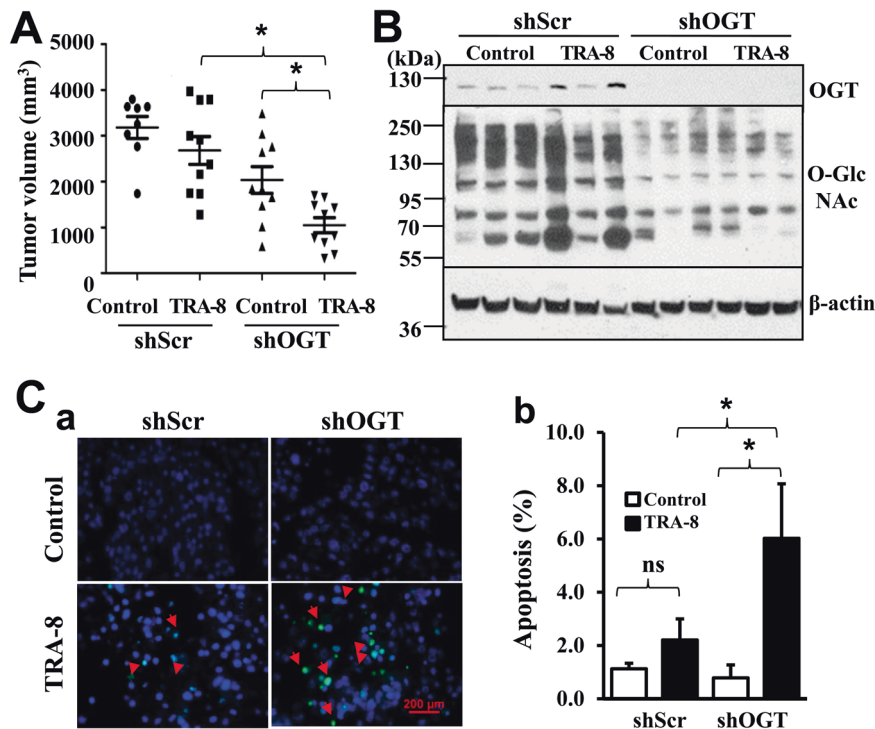 A
Tumor volume (mm³)
5000
4000
3000
2000
1000
0
*
*
Control TRA-8 Control TRA-8
shScr shOGT
B
shScr shOGT
(kDa) Control TRA-8 Control TRA-8
130
OGT
250
130
95
70
55
O-Glc
NAc
36
β-actin
C
a
shScr shOGT
Control
TRA-8
200 μm
b
Apoptosis (%)
10.0
8.0
6.0
4.0
2.0
0.0
*
*
Control
TRA-8
ns
shScr shOGT